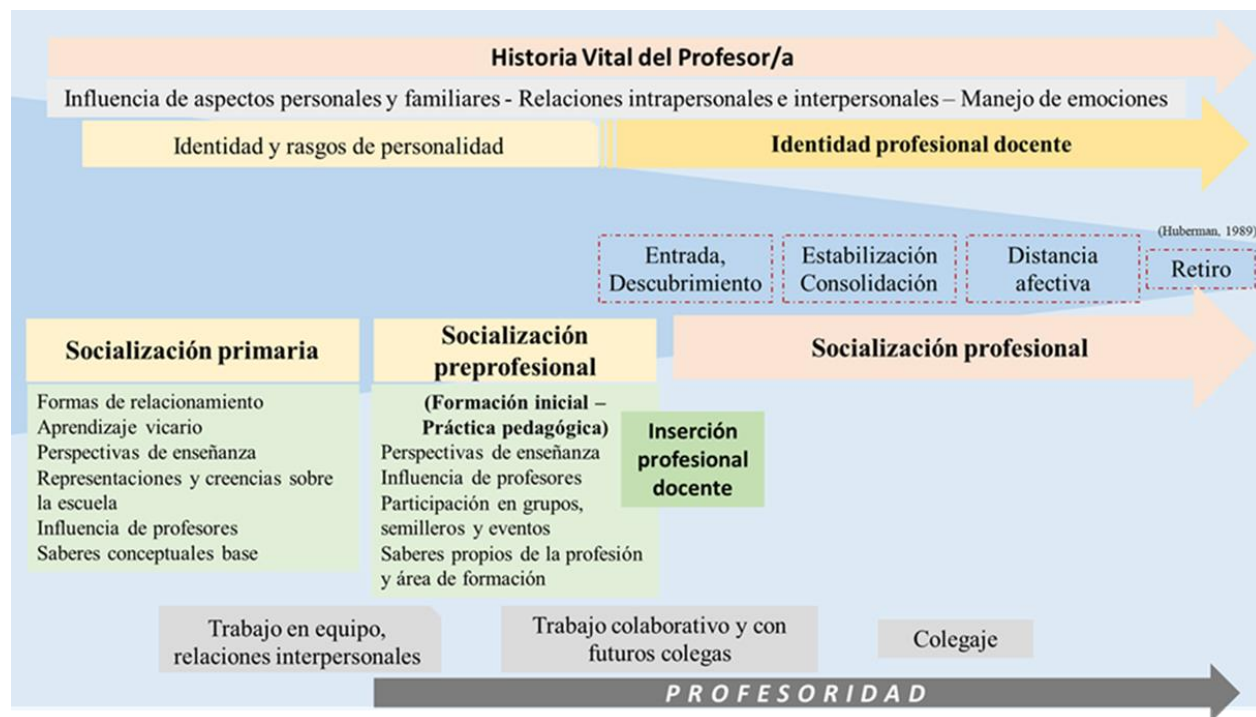 Historia Vital del Profesor/a
Influencia de aspectos personales y familiares - Relaciones intrapersonales e interpersonales – Manejo de emociones
Identidad y rasgos de personalidad
Identidad profesional docente
(Huberman, 1989)
Entrada,
Descubrimiento
Estabilización
Consolidación
Distancia
afectiva
Retiro
Socialización primaria
Formas de relacionamiento
Aprendizaje vicario
Perspectivas de enseñanza
Representaciones y creencias sobre
la escuela
Influencia de profesores
Saberes conceptuales base
Socialización
preprofesional
(Formación inicial –
Práctica pedagógica)
Perspectivas de enseñanza
Influencia de profesores
Participación en grupos,
semilleros y eventos
Saberes propios de la profesión
y área de formación
Inserción
profesional
docente
Socialización profesional
Trabajo en equipo,
relaciones interpersonales
Trabajo colaborativo y con
futuros colegas
Colegaje
PROFESORIDAD